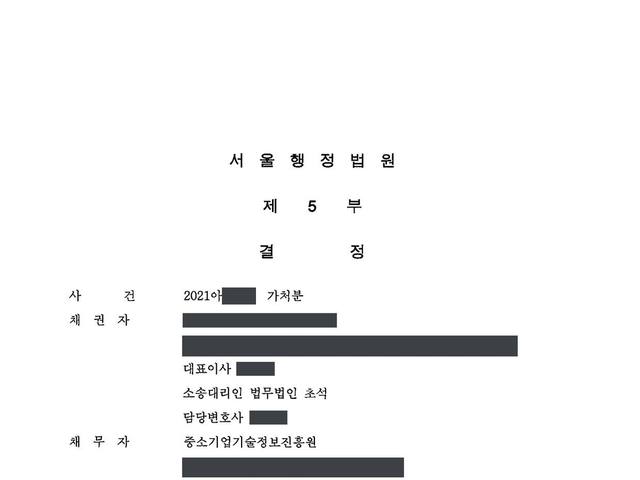 서 울 행 정 법 원
제 5 부
결 정
사 건 2021아 가처분
채 권 자
대표이사
소송대리인 법무법인 초석
담당변호사
채 무 자 중소기업기술정보진흥원